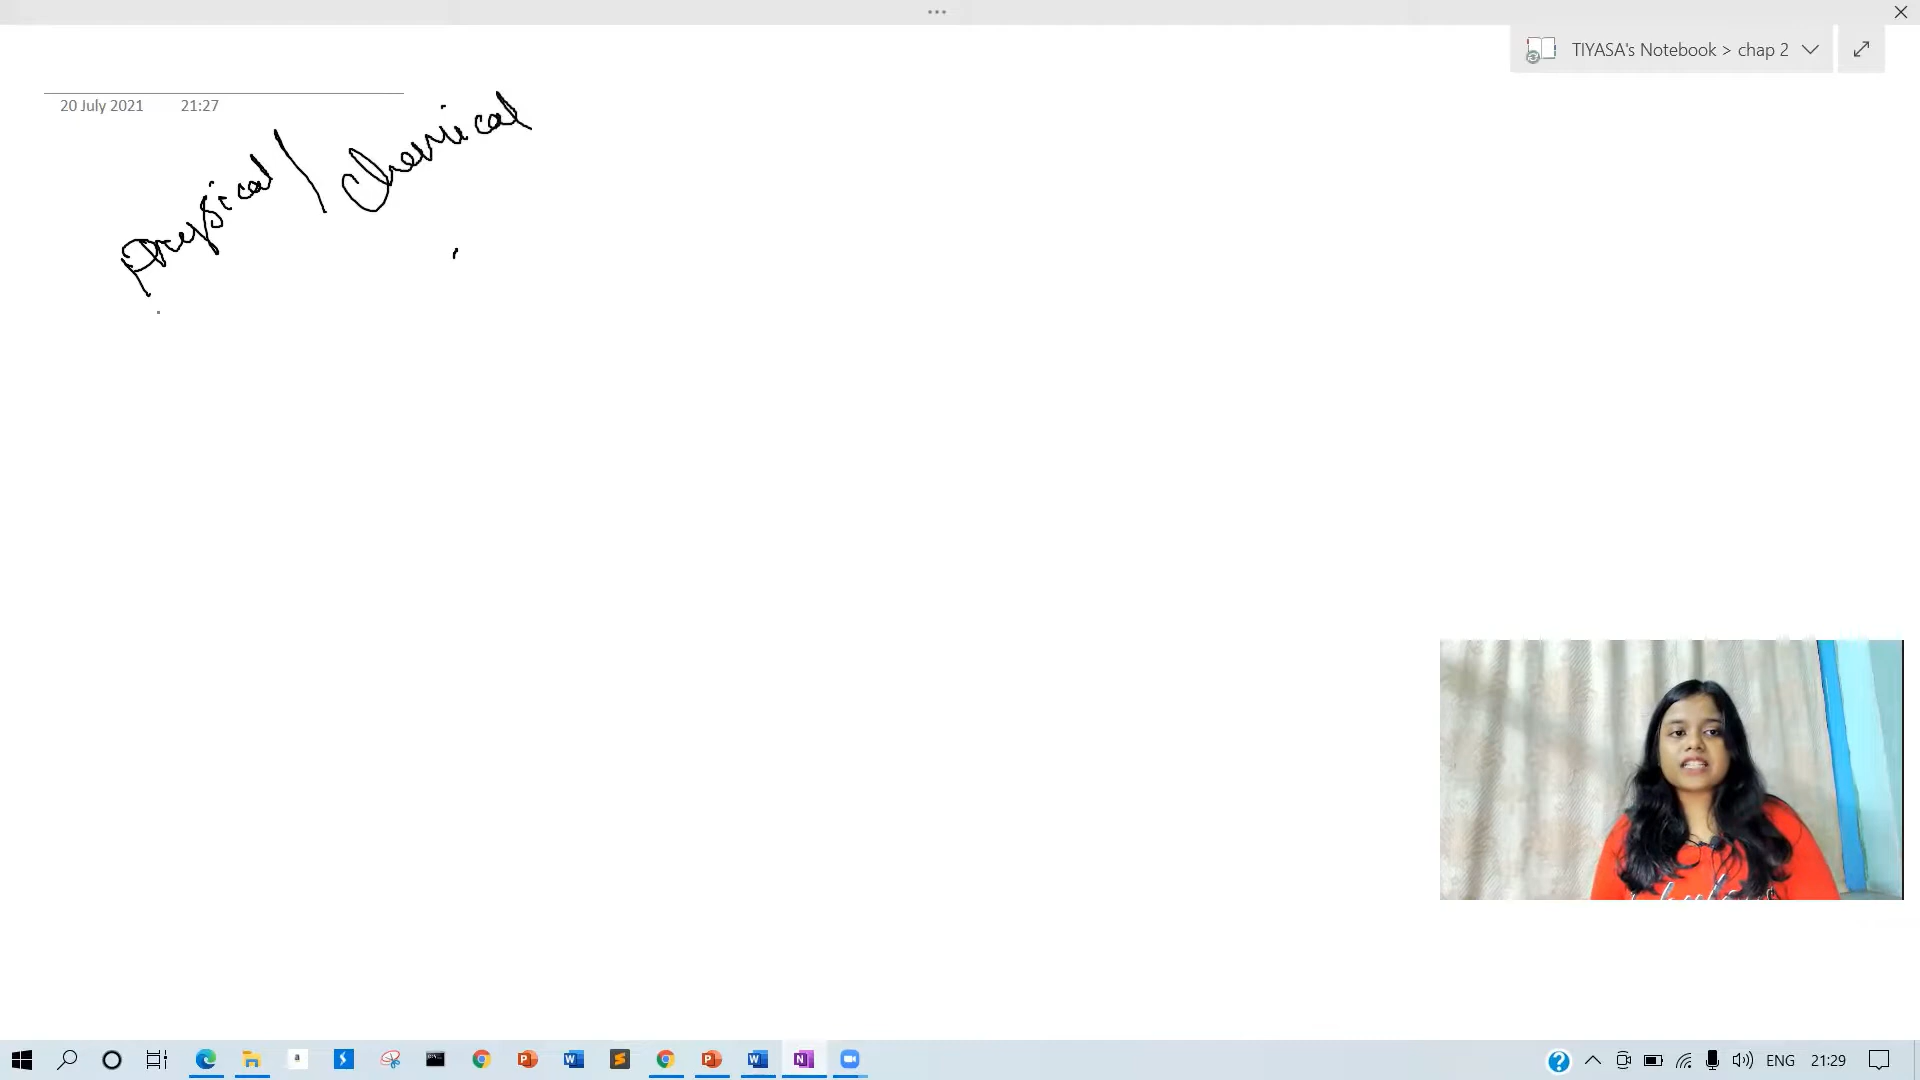 TIYASA's Notebook > chap 2
20 July 2021 21:27
Physical / Chemical
ENG 21:29